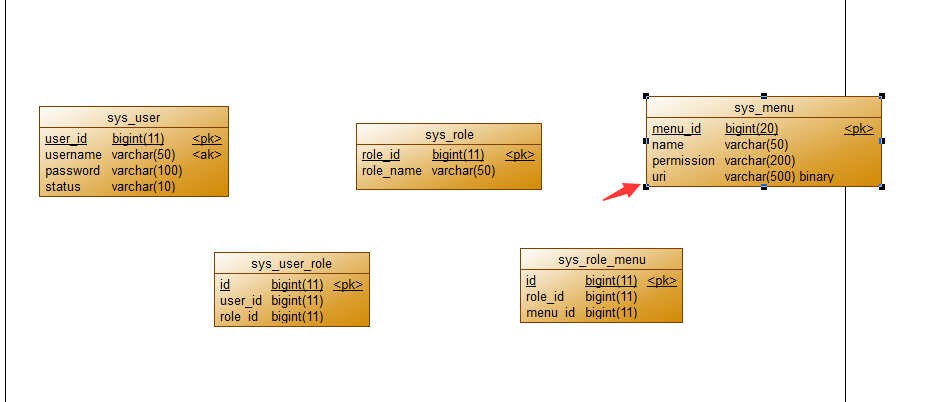 sys_user
user_id bigint(11) <pk>
username varchar(50) <ak>
password varchar(100)
status varchar(10)
sys_role
role_id bigint(11) <pk>
role_name varchar(50)
sys_menu
menu_id bigint(20) <pk>
name varchar(50)
permission varchar(200)
uri varchar(500) binary
sys_user_role
id bigint(11) <pk>
user_id bigint(11)
role_id bigint(11)
sys_role_menu
id bigint(11) <pk>
role_id bigint(11)
menu_id bigint(11)